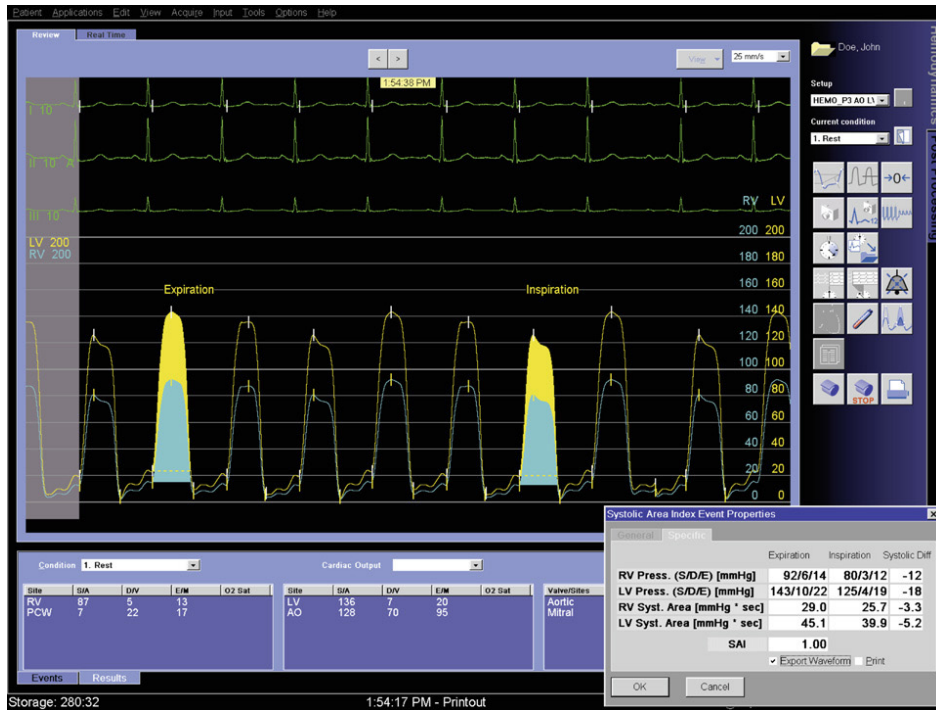 Patient Applications Edit View Acquire Input Tools Options Help
Review Real Time
< >
View 25 mm/s
1:54:38 PM
I 10
II 10
III 10
LV 200
RV 200
RV LV
200 200
180 180
160 160
140 140
120 120
100 100
80 80
60 60
40 40
20 20
0 0
Expiration Inspiration
Doe, John
Setup
HEMO_P3 AO LV
Current condition
1. Rest
→0←
12
STOP
Hemodynamics
Post Processing
Condition 1. Rest Cardiac Output
Site S/A D/V E/M O2 Sat
RV 87 5 13
PCW 7 22 17
Site S/A D/V E/M O2 Sat
LV 136 7 20
AO 128 70 95
Valve/Sites
Aortic
Mitral
Events Results
Systolic Area Index Event Properties
General Specific
Expiration Inspiration Systolic Diff
RV Press. (S/D/E) [mmHg] 92/6/14 80/3/12 -12
LV Press. (S/D/E) [mmHg] 143/10/22 125/4/19 -18
RV Syst. Area [mmHg * sec] 29.0 25.7 -3.3
LV Syst. Area [mmHg * sec] 45.1 39.9 -5.2
SAI 1.00
Export Waveform Print
OK Cancel
Storage: 280:32 1:54:17 PM - Printout